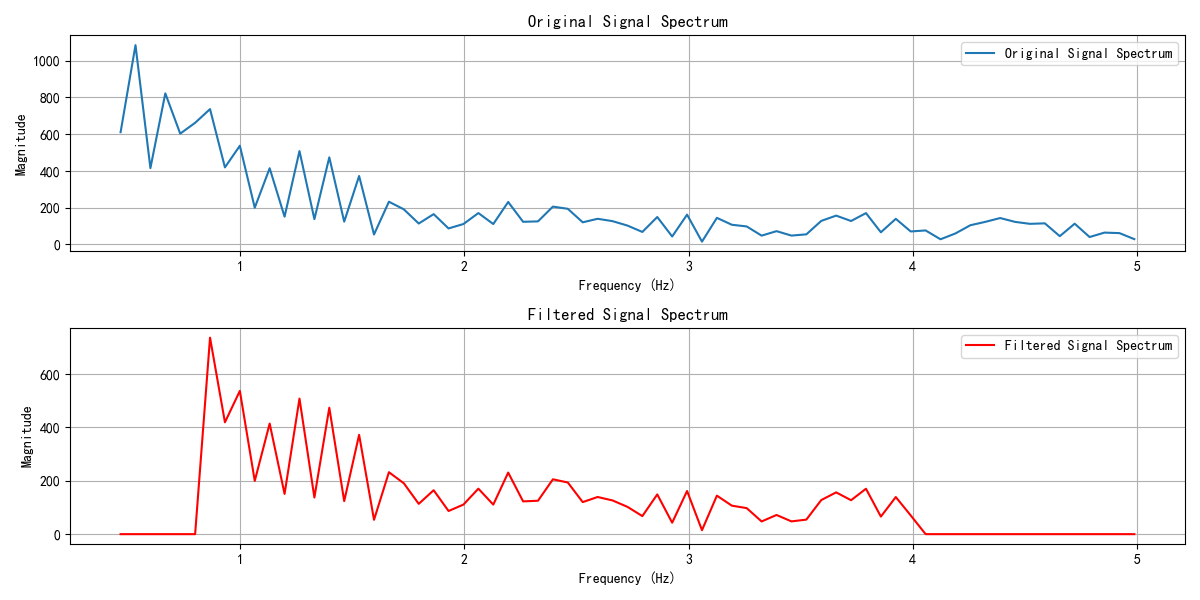 Original Signal Spectrum
Original Signal Spectrum
Magnitude
1000
800
600
400
200
0
1 2 3 4 5
Frequency (Hz)
Filtered Signal Spectrum
Filtered Signal Spectrum
Magnitude
600
400
200
0
1 2 3 4 5
Frequency (Hz)